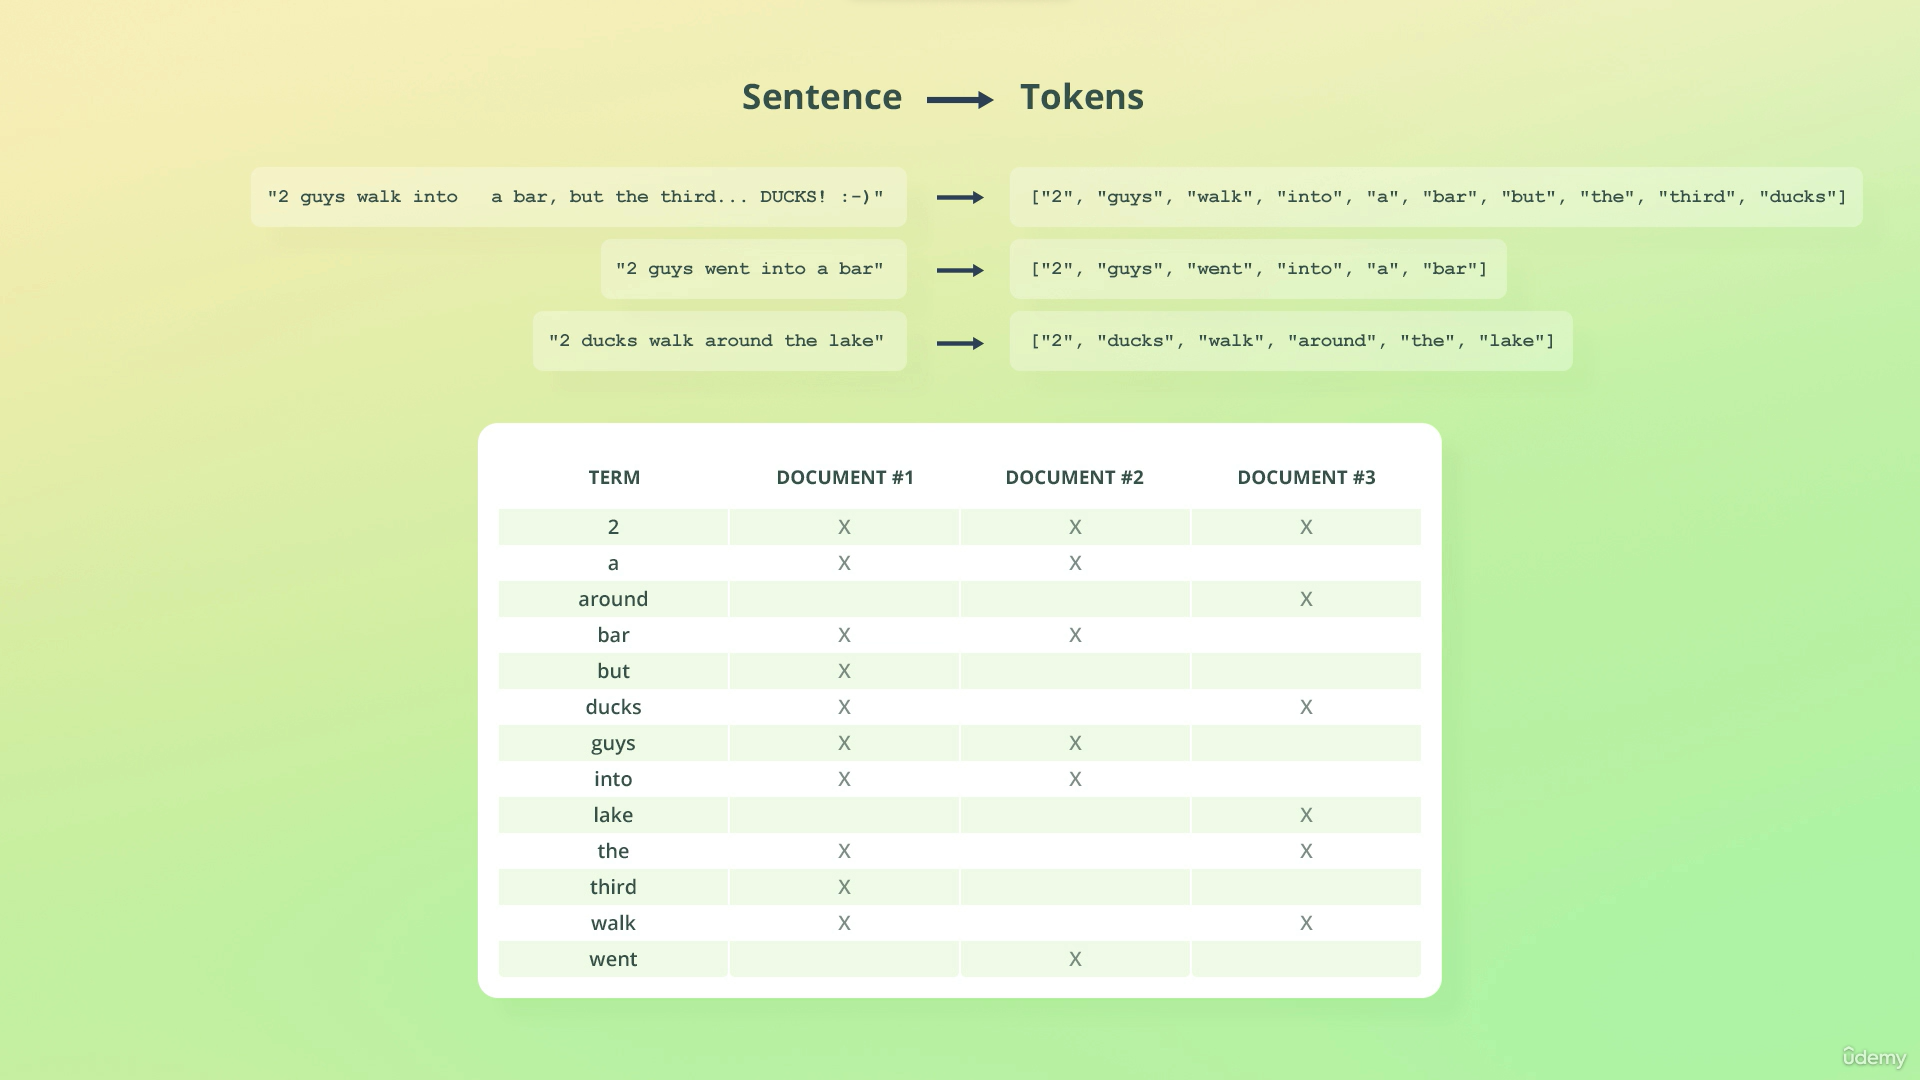 Sentence → Tokens
"2 guys walk into   a bar, but the third... DUCKS! :-)" → ["2", "guys", "walk", "into", "a", "bar", "but", "the", "third", "ducks"]
"2 guys went into a bar" → ["2", "guys", "went", "into", "a", "bar"]
"2 ducks walk around the lake" → ["2", "ducks", "walk", "around", "the", "lake"]
TERM DOCUMENT #1 DOCUMENT #2 DOCUMENT #3
2 X X X
a X X
around X
bar X X
but X
ducks X X
guys X X
into X X
lake X
the X X
third X
walk X X
went X
ûdemy